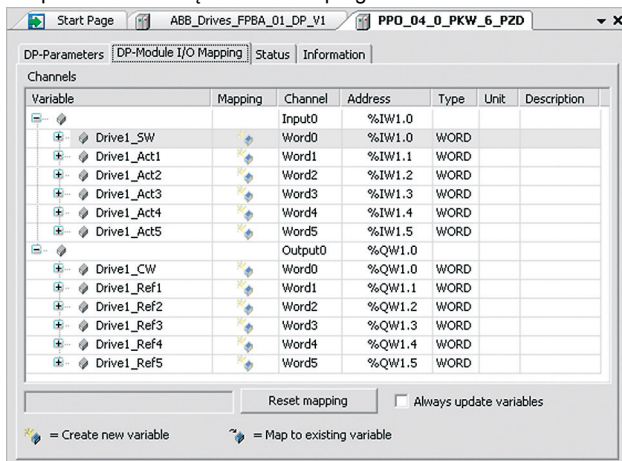 Start Page ABB_Drives_FPBA_01_DP_V1 PPO_04_0_PKW_6_PZD
DP-Parameters DP-Module I/O Mapping Status Information
Channels
Variable Mapping Channel Address Type Unit Description
Input0 %IW1.0
Drive1_SW Word0 %IW1.0 WORD
Drive1_Act1 Word1 %IW1.1 WORD
Drive1_Act2 Word2 %IW1.2 WORD
Drive1_Act3 Word3 %IW1.3 WORD
Drive1_Act4 Word4 %IW1.4 WORD
Drive1_Act5 Word5 %IW1.5 WORD
Output0 %QW1.0
Drive1_CW Word0 %QW1.0 WORD
Drive1_Ref1 Word1 %QW1.1 WORD
Drive1_Ref2 Word2 %QW1.2 WORD
Drive1_Ref3 Word3 %QW1.3 WORD
Drive1_Ref4 Word4 %QW1.4 WORD
Drive1_Ref5 Word5 %QW1.5 WORD
Reset mapping Always update variables
= Create new variable = Map to existing variable